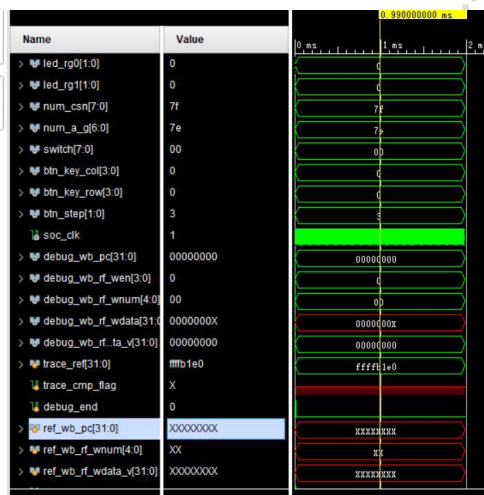 0.990000000 ms
Name Value 0 ms 1 ms 2 m
led_rg0[1:0] 0 0
led_rg1[1:0] 0 0
num_csn[7:0] 7f 7f
num_a_g[6:0] 7e 7e
switch[7:0] 00 00
btn_key_col[3:0] 0 0
btn_key_row[3:0] 0 0
btn_step[1:0] 3 3
soc_clk 1
debug_wb_pc[31:0] 00000000 00000000
debug_wb_rf_wen[3:0] 0 0
debug_wb_rf_wnum[4:0] 00 00
debug_wb_rf_wdata[31:0 0000000X 0000000X
debug_wb_rf..ta_v[31:0] 00000000 00000000
trace_ref[31:0] ffffb1e0 ffffb1e0
trace_cmp_flag X
debug_end 0
ref_wb_pc[31:0] XXXXXXXX XXXXXXXX
ref_wb_rf_wnum[4:0] XX XX
ref_wb_rf_wdata_v[31:0] XXXXXXXX XXXXXXXX